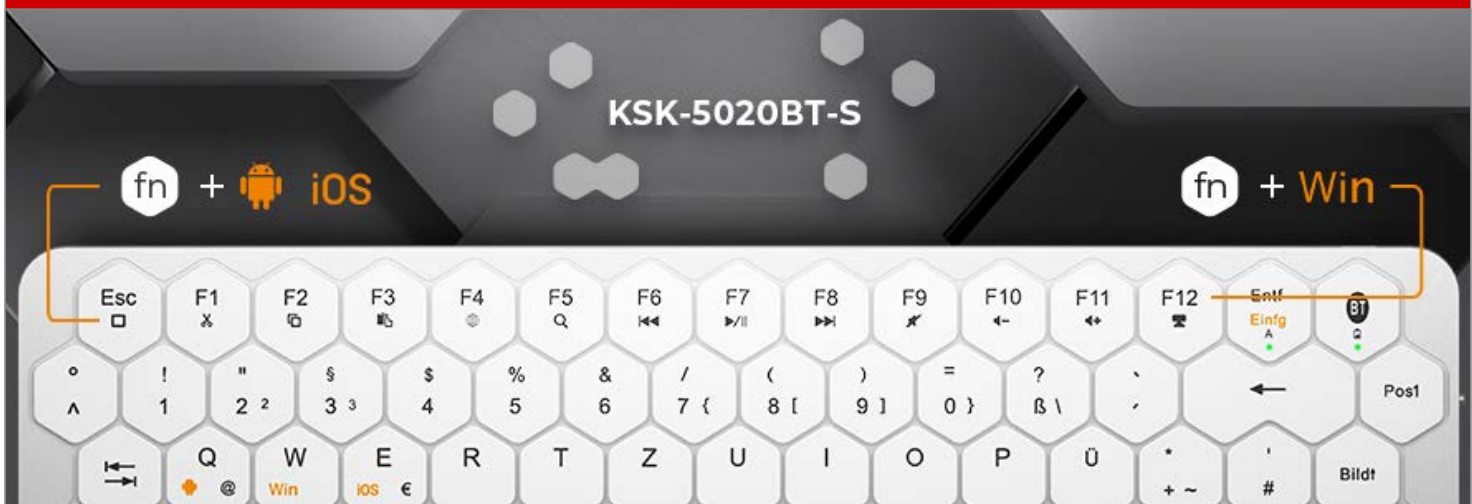 KSK-5020BT-S
fn + iOS
fn + Win
Esc F1 F2 F3 F4 F5 F6 F7 F8 F9 F10 F11 F12 Entf BT
Einfg
A
° ! " § $ % & / ( ) = ? `
^ 1 2 ² 3 ³ 4 5 6 7 { 8 [ 9 ] 0 } ß \ ´ Pos1
Q W E R T Z U I O P Ü * '
@ Win iOS € + ~ # Bild↑